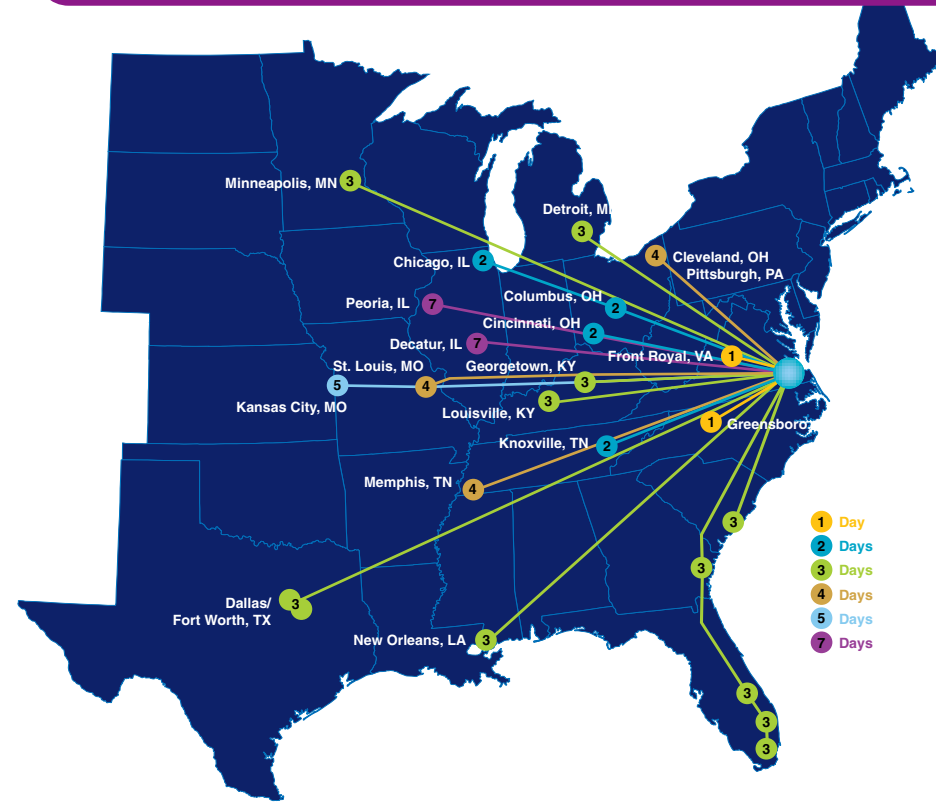 Minneapolis, MN 3
Detroit, M
3
4 Cleveland, OH
Pittsburgh, PA
Chicago, IL 2
Peoria, IL 7
Columbus, OH
2
Cincinnati, OH 2
Decatur, IL 7
Front Royal, VA 1
St. Louis, MO
Georgetown, KY
5
4
3
Kansas City, MO
Louisville, KY
3
1 Greensboro
Knoxville, TN 2
Memphis, TN 4
3
3
Dallas/
Fort Worth, TX
3
New Orleans, LA 3
3
3
3
1 Day
2 Days
3 Days
4 Days
5 Days
7 Days